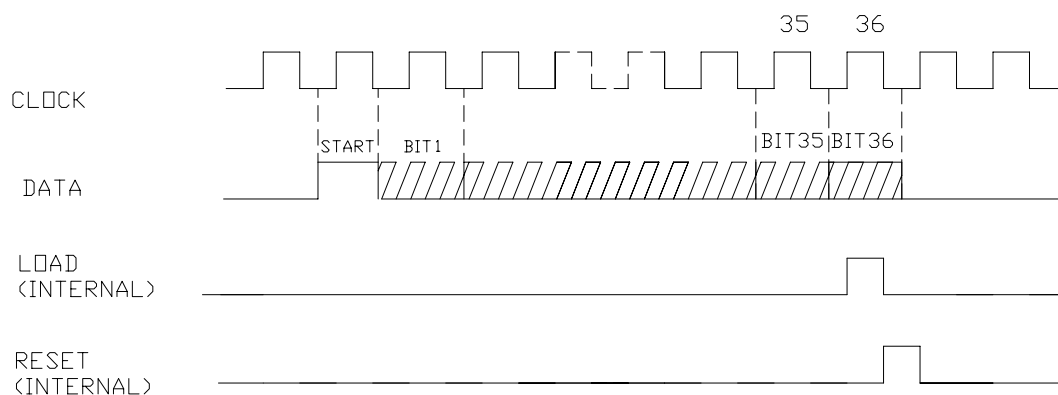 35 36
CLOCK
START BIT1 BIT35 BIT36
DATA
LOAD
(INTERNAL)
RESET
(INTERNAL)